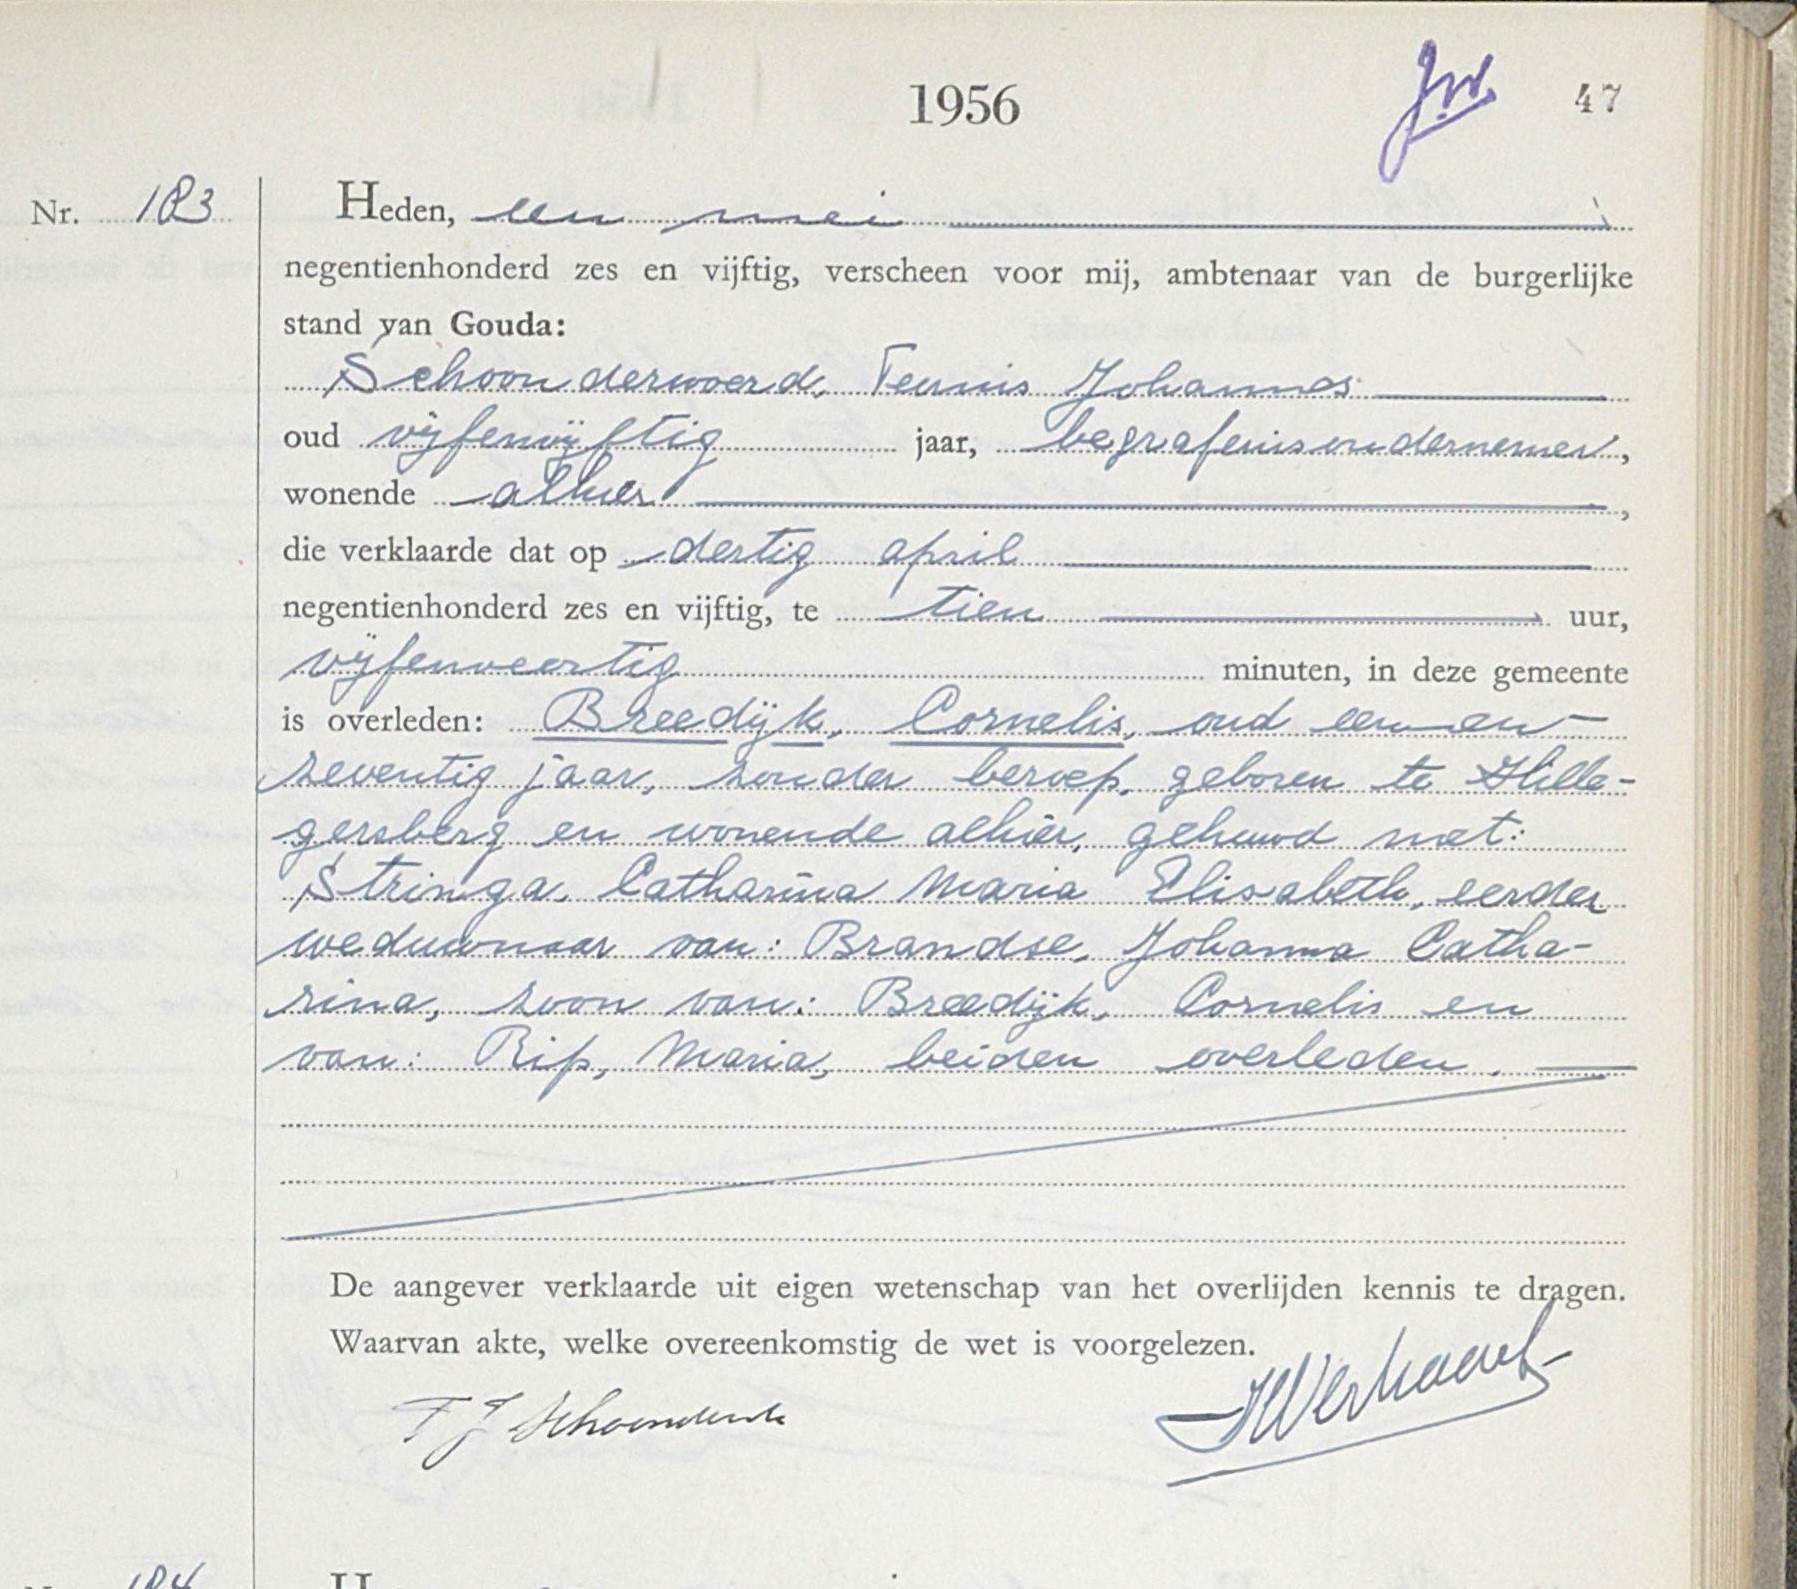 1956
47
Nr. 183
Heden, een mei
negentienhonderd zes en vijftig, verscheen voor mij, ambtenaar van de burgerlijke
stand van Gouda:
Schoonderwoerd, Teunis Johannes
oud vijfenvijftig jaar, begrafenisondernemer,
wonende alhier,
die verklaarde dat op dertig april
negentienhonderd zes en vijftig, te tien uur,
vijfenveertig minuten, in deze gemeente
is overleden: Breedijk, Cornelis, oud een en-
zeventig jaar, zonder beroep, geboren te Hille-
gersberg en wonende alhier, gehuwd met:
Stringa, Catharina Maria Elisabeth, eerder
weduwnaar van: Brandse, Johanna Catha-
rina, zoon van: Breedijk, Cornelis en
van: Rip, Maria, beiden overleden.
De aangever verklaarde uit eigen wetenschap van het overlijden kennis te dragen.
Waarvan akte, welke overeenkomstig de wet is voorgelezen.
T J Schoonderwoerd
184